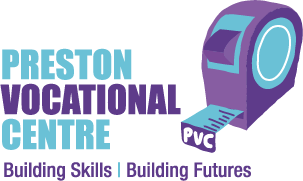 PRESTON
VOCATIONAL
CENTRE
PVC
Building Skills | Building Futures